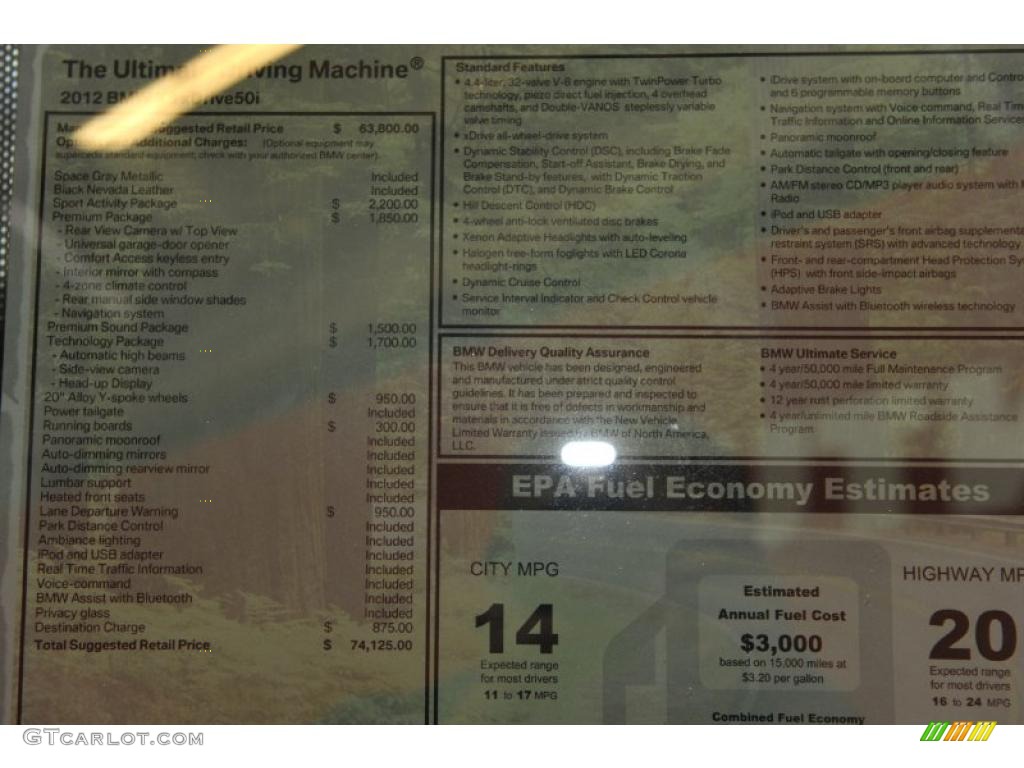 The Ultim ving Machine®
2012 BM ive50i
Ma uggested Retail Price $ 63,800.00
Op dditional Charges: (Optional equipment may
supercede standard equipment; check with your authorized BMW center).
Space Gray Metallic Included
Black Nevada Leather Included
Sport Activity Package $ 2,200.00
Premium Package $ 1,850.00
- Rear View Camera w/ Top View
- Universal garage-door opener
- Comfort Access keyless entry
- Interior mirror with compass
- 4-zone climate control
- Rear manual side window shades
- Navigation system
Premium Sound Package $ 1,500.00
Technology Package $ 1,700.00
- Automatic high beams
- Side-view camera
- Head-up Display
20" Alloy Y-spoke wheels $ 950.00
Power tailgate Included
Running boards $ 300.00
Panoramic moonroof Included
Auto-dimming mirrors Included
Auto-dimming rearview mirror Included
Lumbar support Included
Heated front seats Included
Lane Departure Warning $ 950.00
Park Distance Control Included
Ambiance lighting Included
iPod and USB adapter Included
Real Time Traffic Information Included
Voice-command Included
BMW Assist with Bluetooth Included
Privacy glass Included
Destination Charge $ 875.00
Total Suggested Retail Price $ 74,125.00
Standard Features
• 4.4-liter, 32-valve V-8 engine with TwinPower Turbo
technology, piezo direct fuel injection, 4 overhead
camshafts, and Double-VANOS steplessly variable
valve timing
• xDrive all-wheel-drive system
• Dynamic Stability Control (DSC), including Brake Fade
Compensation, Start-off Assistant, Brake Drying, and
Brake Stand-by features, with Dynamic Traction
Control (DTC), and Dynamic Brake Control
• Hill Descent Control (HDC)
• 4-wheel anti-lock ventilated disc brakes
• Xenon Adaptive Headlights with auto-leveling
• Halogen free-form foglights with LED Corona
headlight-rings
• Dynamic Cruise Control
• Service Interval Indicator and Check Control vehicle
monitor
• iDrive system with on-board computer and Contro
and 6 programmable memory buttons
• Navigation system with Voice command, Real Tim
Traffic Information and Online Information Services
• Panoramic moonroof
• Automatic tailgate with opening/closing feature
• Park Distance Control (front and rear)
• AM/FM stereo CD/MP3 player audio system with
Radio
• iPod and USB adapter
• Driver's and passenger's front airbag supplementa
restraint system (SRS) with advanced technology
• Front- and rear-compartment Head Protection Sy
(HPS) with front side-impact airbags
• Adaptive Brake Lights
• BMW Assist with Bluetooth wireless technology
BMW Delivery Quality Assurance
This BMW vehicle has been designed, engineered
and manufactured under strict quality control
guidelines. It has been prepared and inspected to
ensure that it is free of defects in workmanship and
materials in accordance with the New Vehicle
Limited Warranty issued by BMW of North America,
LLC.
BMW Ultimate Service
• 4 year/50,000 mile Full Maintenance Program
• 4 year/50,000 mile limited warranty
• 12 year rust perforation limited warranty
• 4 year/unlimited mile BMW Roadside Assistance
Program
EPA Fuel Economy Estimates
CITY MPG
14
Expected range
for most drivers
11 to 17 MPG
Estimated
Annual Fuel Cost
$3,000
based on 15,000 miles at
$3.20 per gallon
Combined Fuel Economy
HIGHWAY MP
20
Expected range
for most drivers
16 to 24 MPG
GTCARLOT.COM